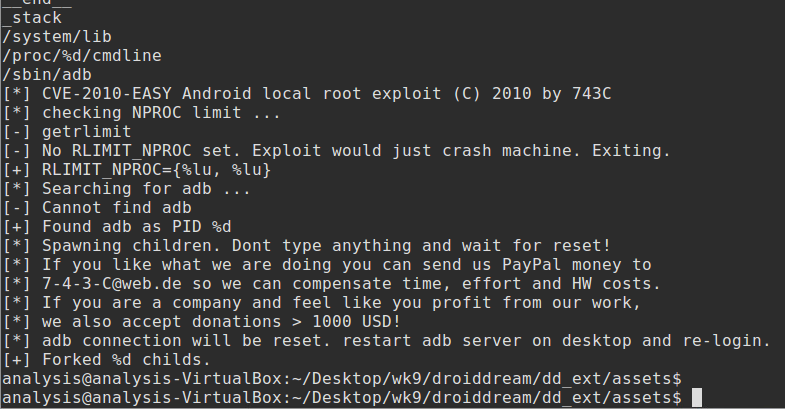 __end__
_stack
/system/lib
/proc/%d/cmdline
/sbin/adb
[*] CVE-2010-EASY Android local root exploit (C) 2010 by 743C
[*] checking NPROC limit ...
[-] getrlimit
[-] No RLIMIT_NPROC set. Exploit would just crash machine. Exiting.
[+] RLIMIT_NPROC={%lu, %lu}
[*] Searching for adb ...
[-] Cannot find adb
[+] Found adb as PID %d
[*] Spawning children. Dont type anything and wait for reset!
[*] If you like what we are doing you can send us PayPal money to
[*] 7-4-3-C@web.de so we can compensate time, effort and HW costs.
[*] If you are a company and feel like you profit from our work,
[*] we also accept donations > 1000 USD!
[*] adb connection will be reset. restart adb server on desktop and re-login.
[+] Forked %d childs.
analysis@analysis-VirtualBox:~/Desktop/wk9/droiddream/dd_ext/assets$
analysis@analysis-VirtualBox:~/Desktop/wk9/droiddream/dd_ext/assets$